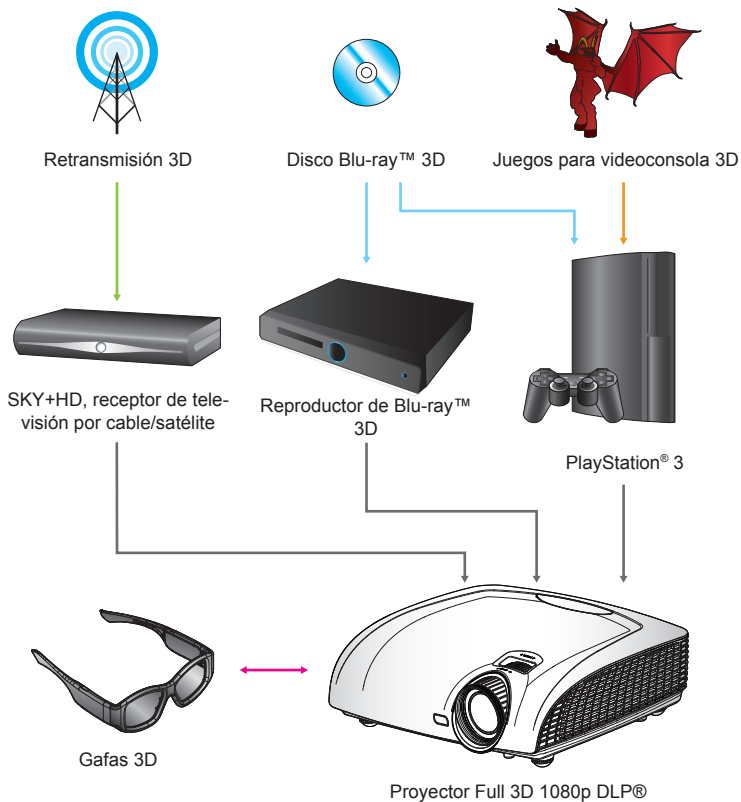 Retransmisión 3D
Disco Blu-ray™ 3D
Juegos para videoconsola 3D
SKY+HD, receptor de tele-
visión por cable/satélite
Reproductor de Blu-ray™
3D
PlayStation® 3
Gafas 3D
Proyector Full 3D 1080p DLP®